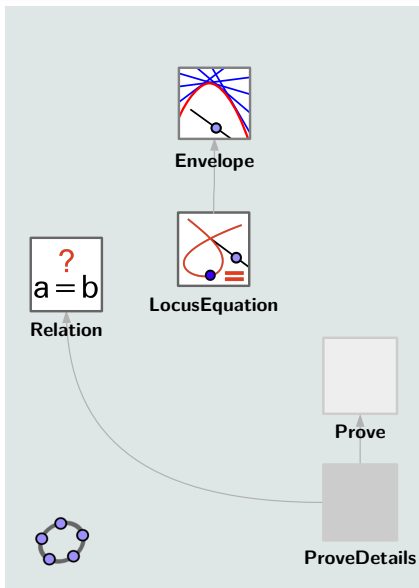 Envelope
LocusEquation
?
a = b
Relation
Prove
ProveDetails